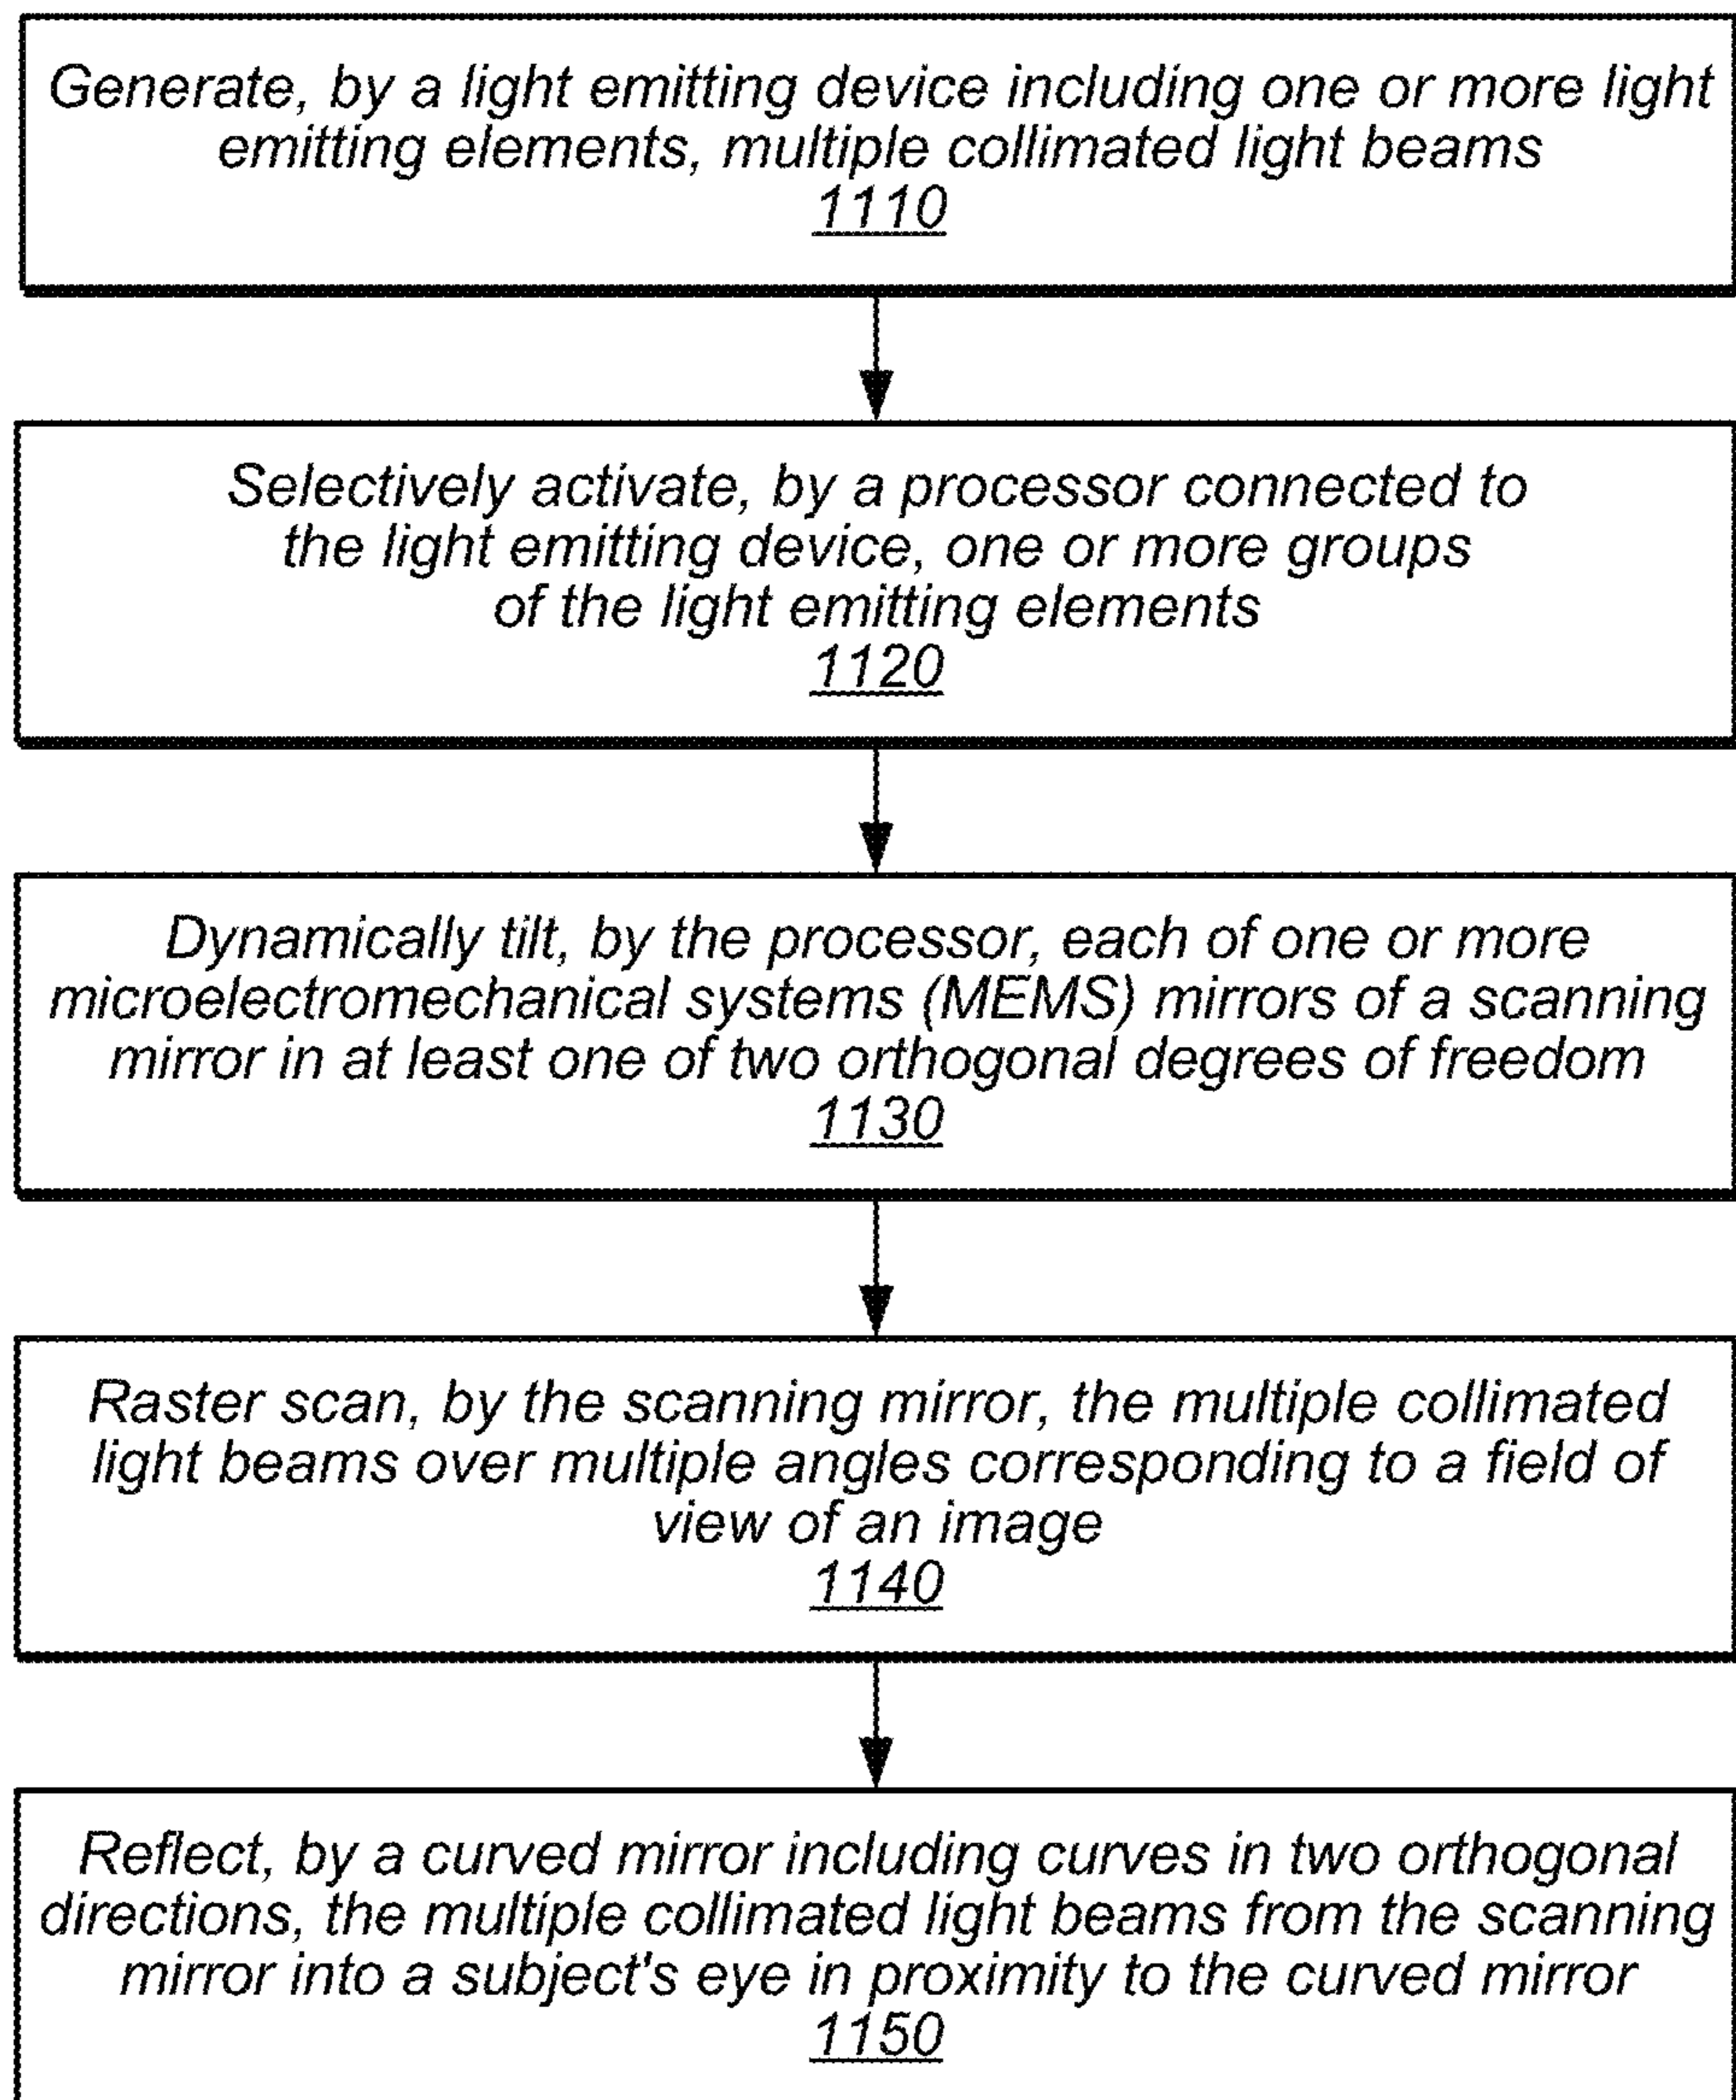 Generate, by a light emitting device including one or more light
emitting elements, multiple collimated light beams
1110
Selectively activate, by a processor connected to
the light emitting device, one or more groups
of the light emitting elements
1120
Dynamically tilt, by the processor, each of one or more
microelectromechanical systems (MEMS) mirrors of a scanning
mirror in at least one of two orthogonal degrees of freedom
1130
Raster scan, by the scanning mirror, the multiple collimated
light beams over multiple angles corresponding to a field of
view of an image
1140
Reflect, by a curved mirror including curves in two orthogonal
directions, the multiple collimated light beams from the scanning
mirror into a subject's eye in proximity to the curved mirror
1150